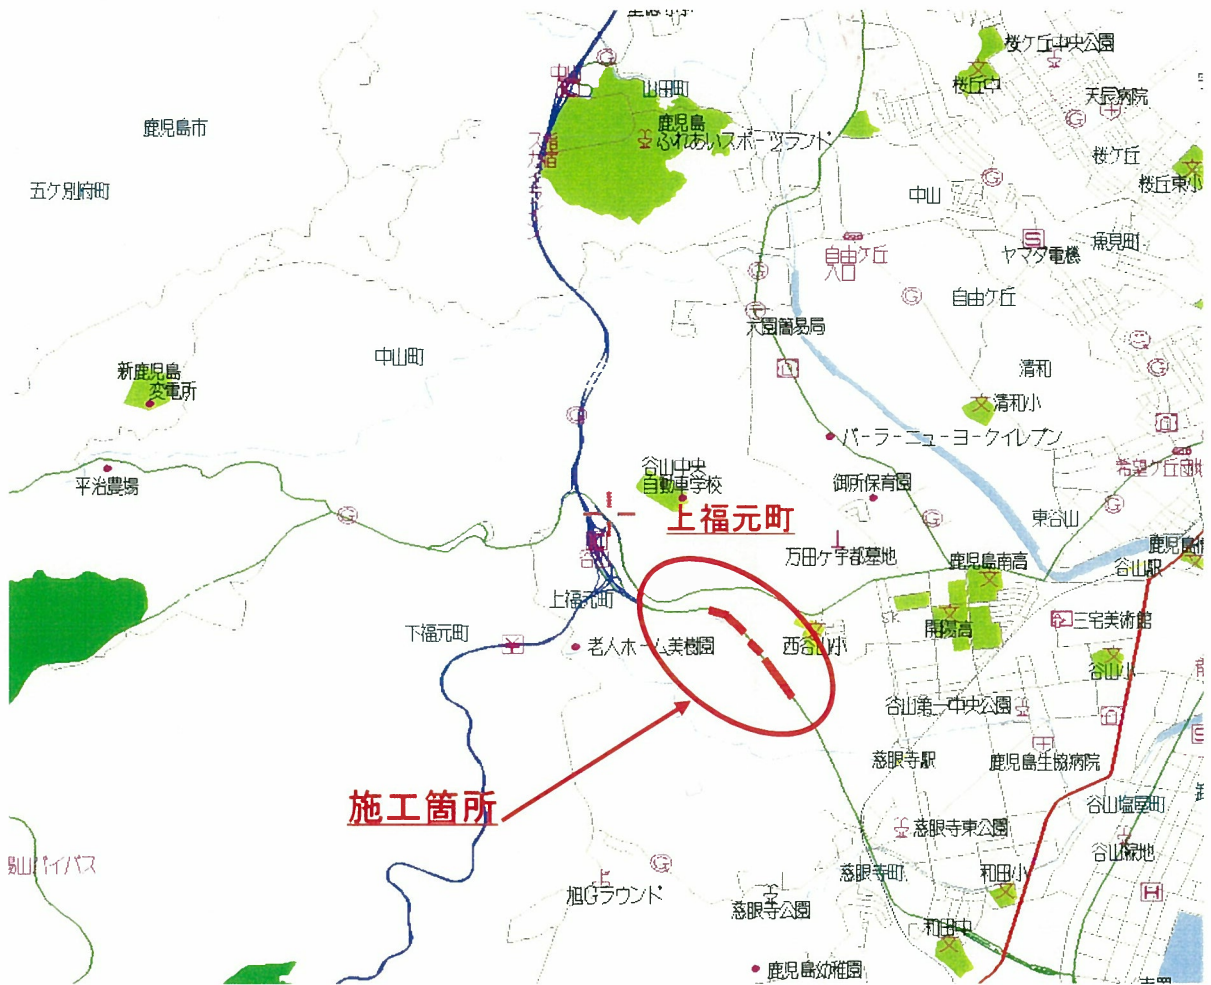 桜ケ丘中央公園
山田町
桜丘中
天辰病院
鹿児島市
鹿児島
ふれあいスポーツランド
桜ケ丘
五ケ別府町
中山
桜丘東小
魚見町
自由ケ丘
入口
ヤマダ電機
自由ケ丘
中山町
清和
新鹿児島
変電所
清和小
パーラーニューヨークイレブン
谷山中央
自動車学校
平治農場
御所保育園
上福元町
東谷山
万田ケ宇都墓地
鹿児島南高
谷山駅
上福元町
下福元町
老人ホーム美樹園
西谷山小
SK
開陽高
三宅美術館
谷山小
谷山第一中央公園
慈眼寺駅
鹿児島生協病院
施工箇所
谷山塩屋町
慈眼寺東公園
谷山緑地
山バイパス
慈眼寺町
和田小
旭Gラウンド
慈眼寺公園
和田中
鹿児島幼稚園